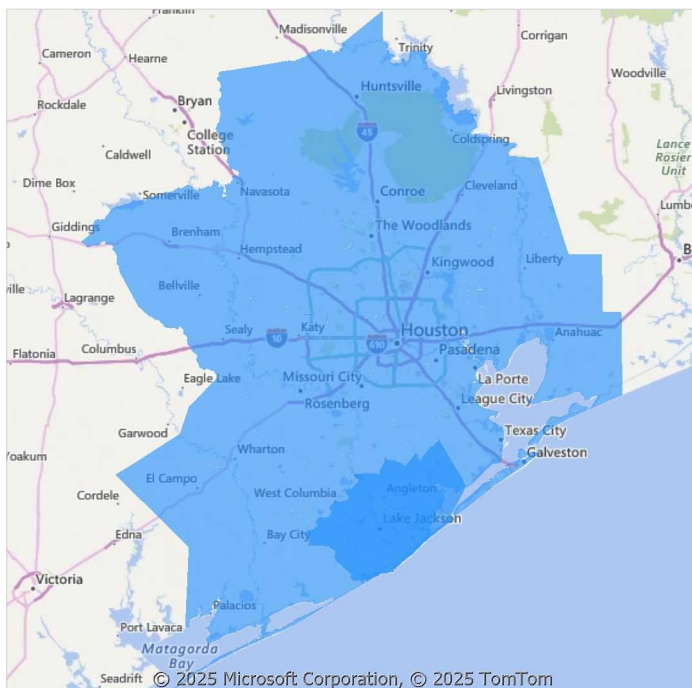 Franklin
Madisonville
Cameron
Hearne
Trinity
Corrigan
Rockdale
Bryan
Huntsville
Livingston
Woodville
College
Station
45
Coldspring
Caldwell
Lance
Rosier
Unit
Dime Box
Somerville
Navasota
Conroe
Cleveland
Lumb
Giddings
Brenham
The Woodlands
Hempstead
Kingwood
Liberty
B
ville
Bellville
Lagrange
Sealy
10
Katy
610
Houston
Anahuac
Flatonia
Columbus
Pasadena
Eagle Lake
Missouri City
La Porte
Rosenberg
League City
Garwood
Texas City
Yoakum
Wharton
Galveston
El Campo
Cordele
West Columbia
Angleton
Edna
Bay City
Lake Jackson
Victoria
Palacios
Port Lavaca
Matagorda
Bay
Seadrift
© 2025 Microsoft Corporation, © 2025 TomTom